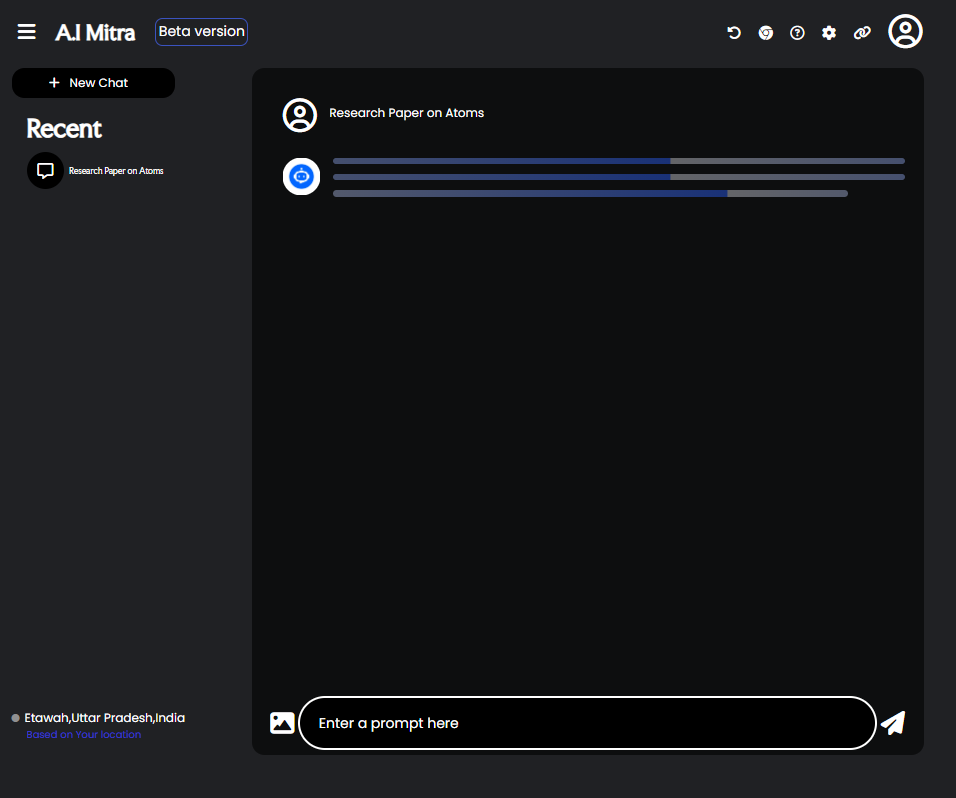 A.I Mitra
Beta version
New Chat
Recent
Research Paper on Atoms
Research Paper on Atoms
Enter a prompt here
Etawah,Uttar Pradesh,India
Based on Your location